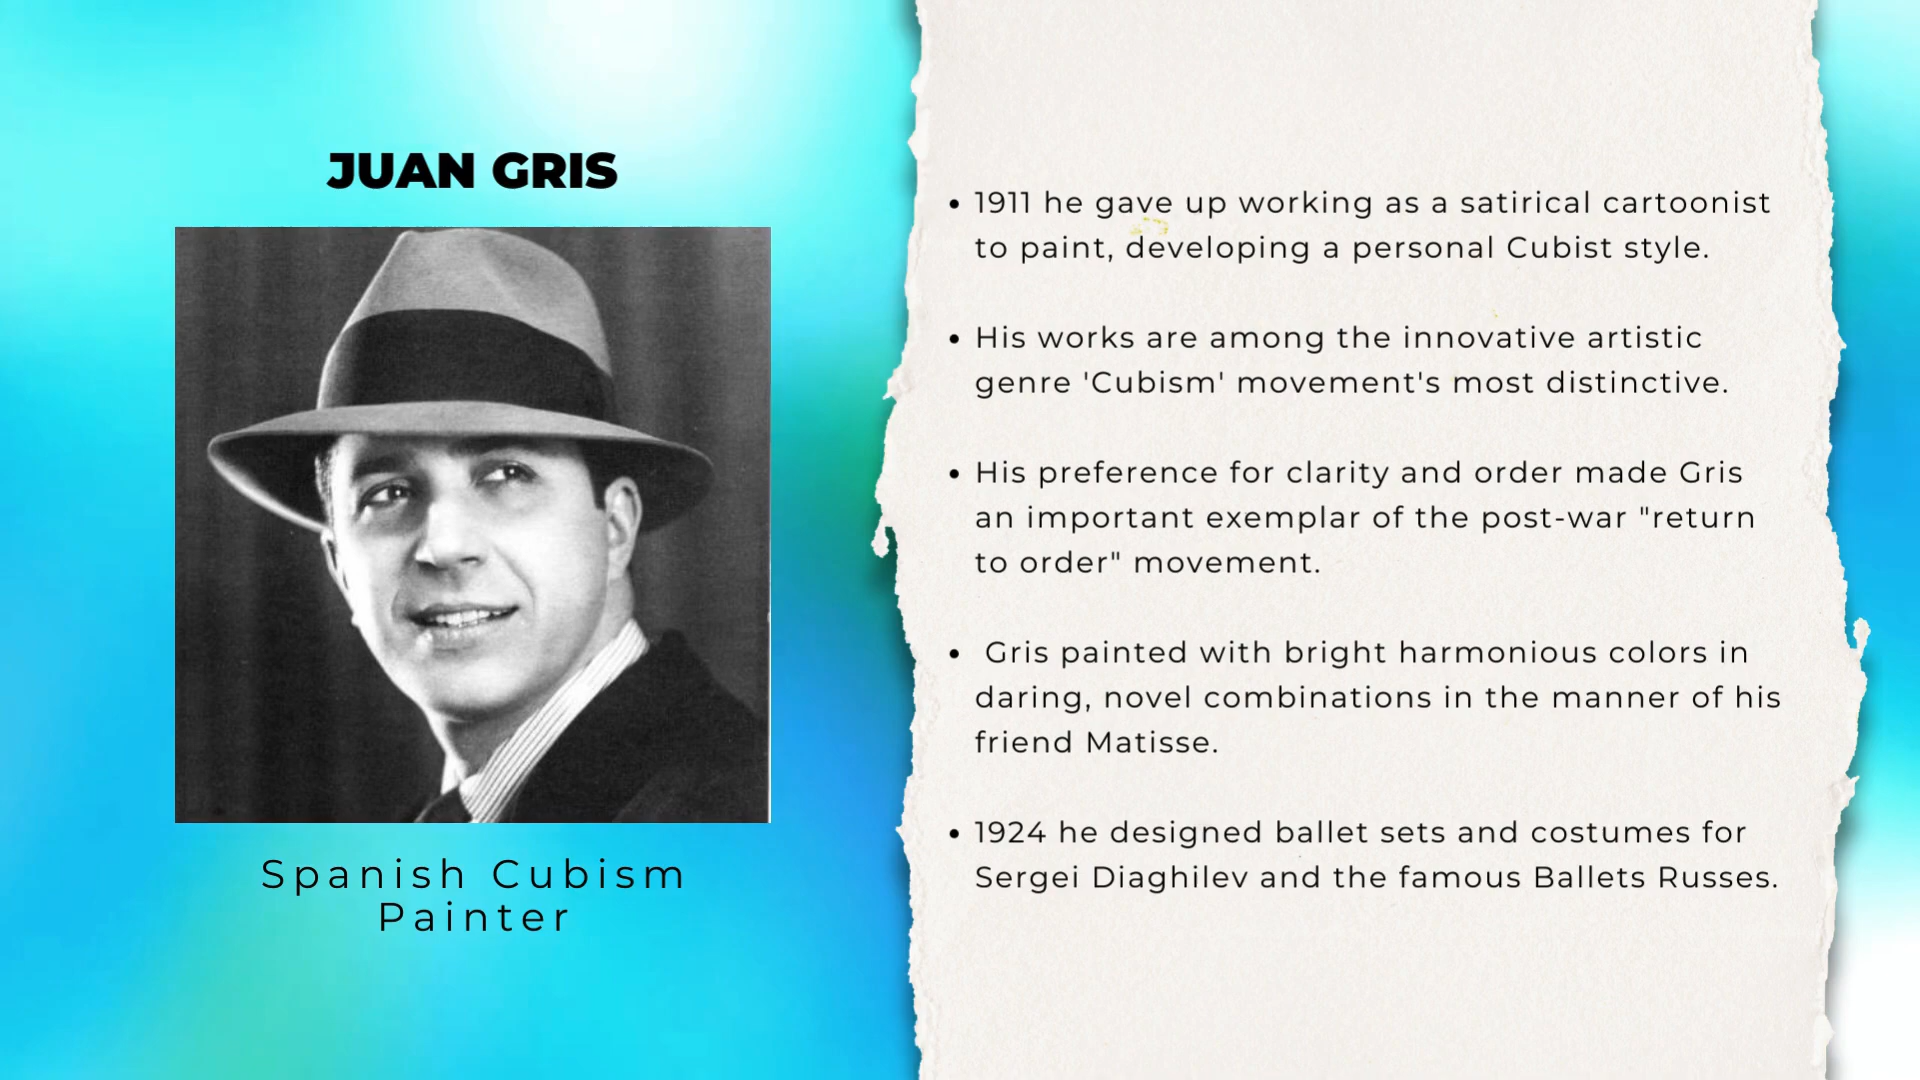 JUAN GRIS
Spanish Cubism
Painter
• 1911 he gave up working as a satirical cartoonist
to paint, developing a personal Cubist style.
• His works are among the innovative artistic
genre 'Cubism' movement's most distinctive.
• His preference for clarity and order made Gris
an important exemplar of the post-war "return
to order" movement.
• Gris painted with bright harmonious colors in
daring, novel combinations in the manner of his
friend Matisse.
• 1924 he designed ballet sets and costumes for
Sergei Diaghilev and the famous Ballets Russes.